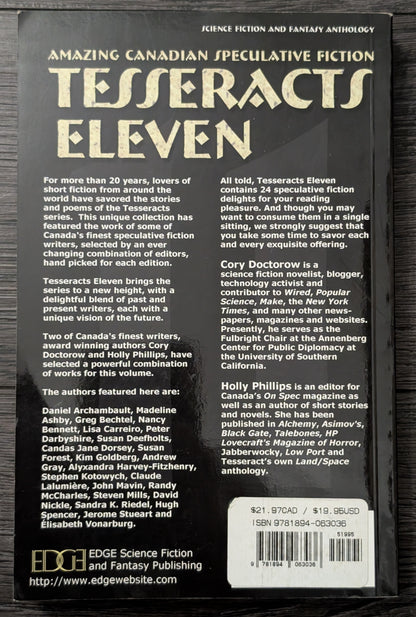 SCIENCE FICTION AND FANTASY ANTHOLOGY
AMAZING CANADIAN SPECULATIVE FICTION
TESSERACTS
ELEVEN
For more than 20 years, lovers of
short fiction from around the
world have savored the stories
and poems of the Tesseracts
series. This unique collection has
featured the work of some of
Canada's finest speculative fiction
writers, selected by an ever
changing combination of editors,
hand picked for each edition.
Tesseracts Eleven brings the
series to a new height, with a
delightful blend of past and
present writers, each with a
unique vision of the future.
Two of Canada's finest writers,
award winning authors Cory
Doctorow and Holly Phillips, have
selected a powerful combination
of works for this volume.
The authors featured here are:
Daniel Archambault, Madeline
Ashby, Greg Bechtel, Nancy
Bennett, Lisa Carreiro, Peter
Darbyshire, Susan Deefholts,
Candas Jane Dorsey, Susan
Forest, Kim Goldberg, Andrew
Gray, Alyxandra Harvey-Fitzhenry,
Stephen Kotowych, Claude
Lalumière, John Mavin, Randy
McCharles, Steven Mills, David
Nickle, Sandra K. Riedel, Hugh
Spencer, Jerome Stueart and
Élisabeth Vonarburg.
EDGE EDGE Science Fiction
and Fantasy Publishing
http://www.edgewebsite.com
All told, Tesseracts Eleven
contains 24 speculative fiction
delights for your reading
pleasure. And though you may
want to consume them in a single
sitting, we strongly suggest that
you take some time to savor each
and every exquisite offering.
Cory Doctorow is a
science fiction novelist, blogger,
technology activist and
contributor to Wired, Popular
Science, Make, the New York
Times, and many other news-
papers, magazines and websites.
Presently, he serves as the
Fulbright Chair at the Annenberg
Center for Public Diplomacy at
the University of Southern
California.
Holly Phillips is an editor for
Canada's On Spec magazine as
well as an author of short stories
and novels. She has been
published in Alchemy, Asimov's,
Black Gate, Talebones, HP
Lovecraft's Magazine of Horror,
Jabberwocky, Low Port and
Tesseract's own Land/Space
anthology.
$21.97CAD / $19.95USD
ISBN 9781894-063036
51995
9 781894 063036